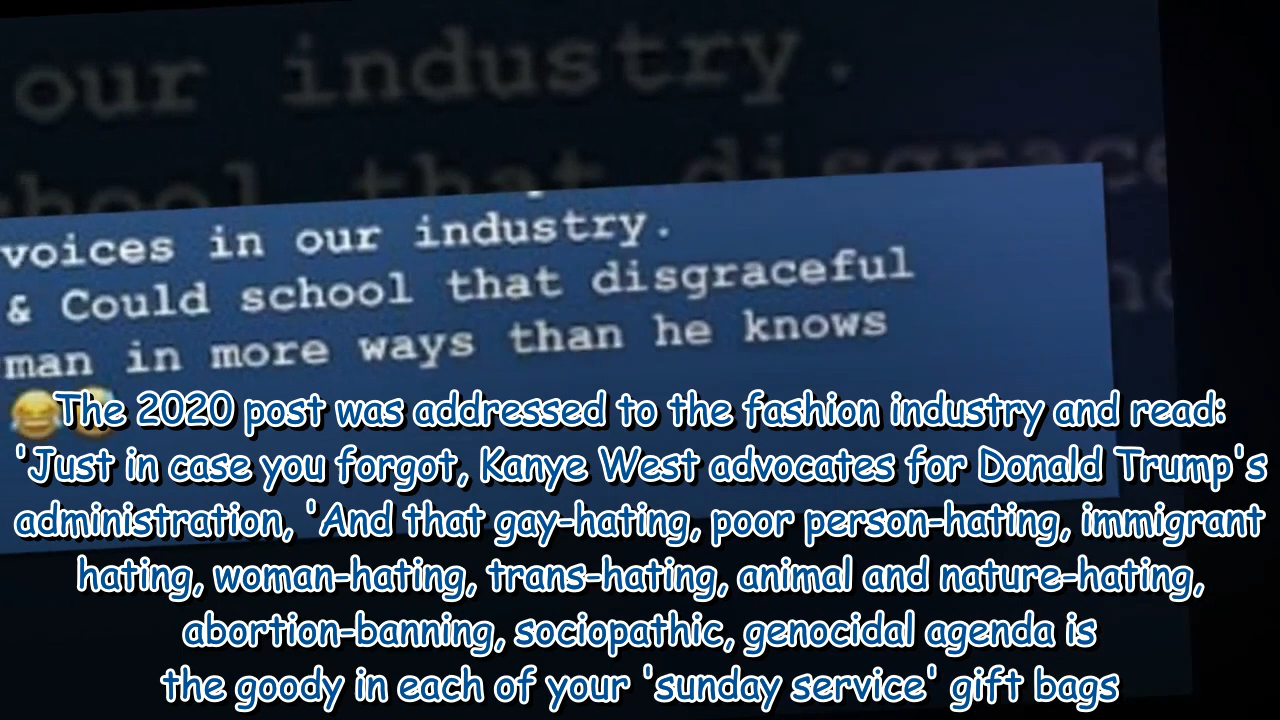 our industry.
school that disgrace
voices in our industry.
& Could school that disgraceful
man in more ways than he knows
The 2020 post was addressed to the fashion industry and read:
'Just in case you forgot, Kanye West advocates for Donald Trump's
administration, 'And that gay-hating, poor person-hating, immigrant
hating, woman-hating, trans-hating, animal and nature-hating,
abortion-banning, sociopathic, genocidal agenda is
the goody in each of your 'sunday service' gift bags